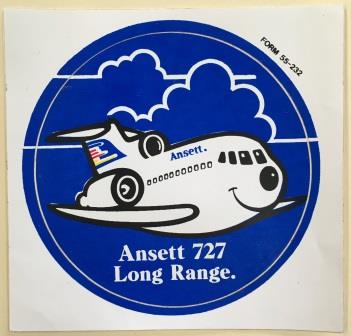 FORM 55-232
Ansett.
Ansett 727
Long Range.